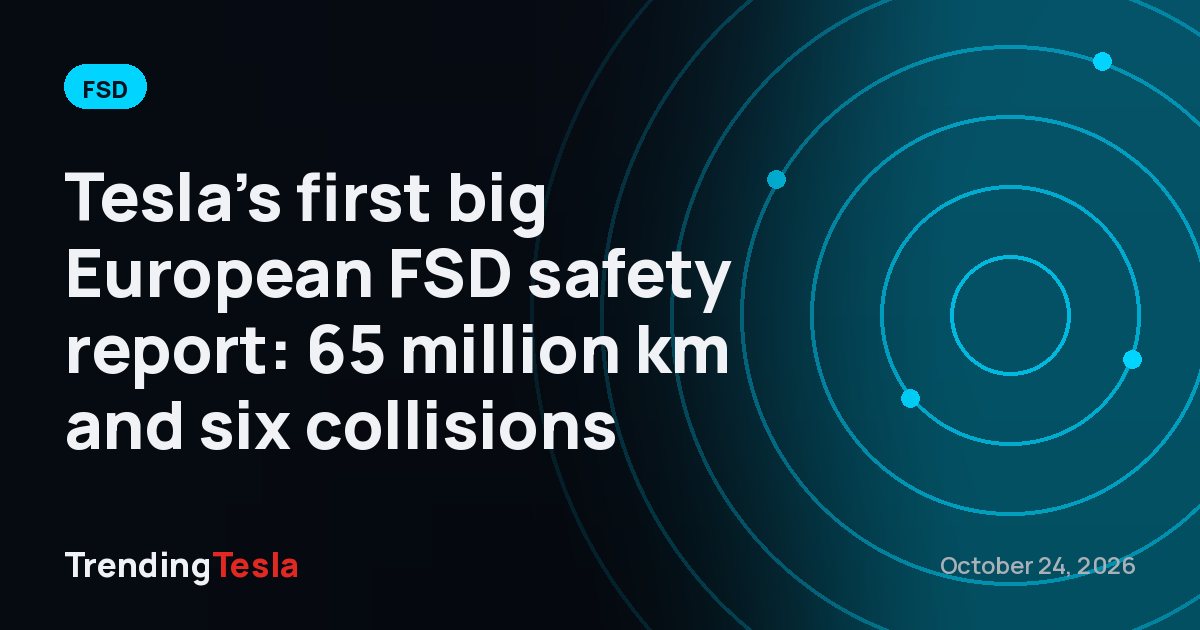 FSD
Tesla’s first big
European FSD safety
report: 65 million km
and six collisions
TrendingTesla
October 24, 2026